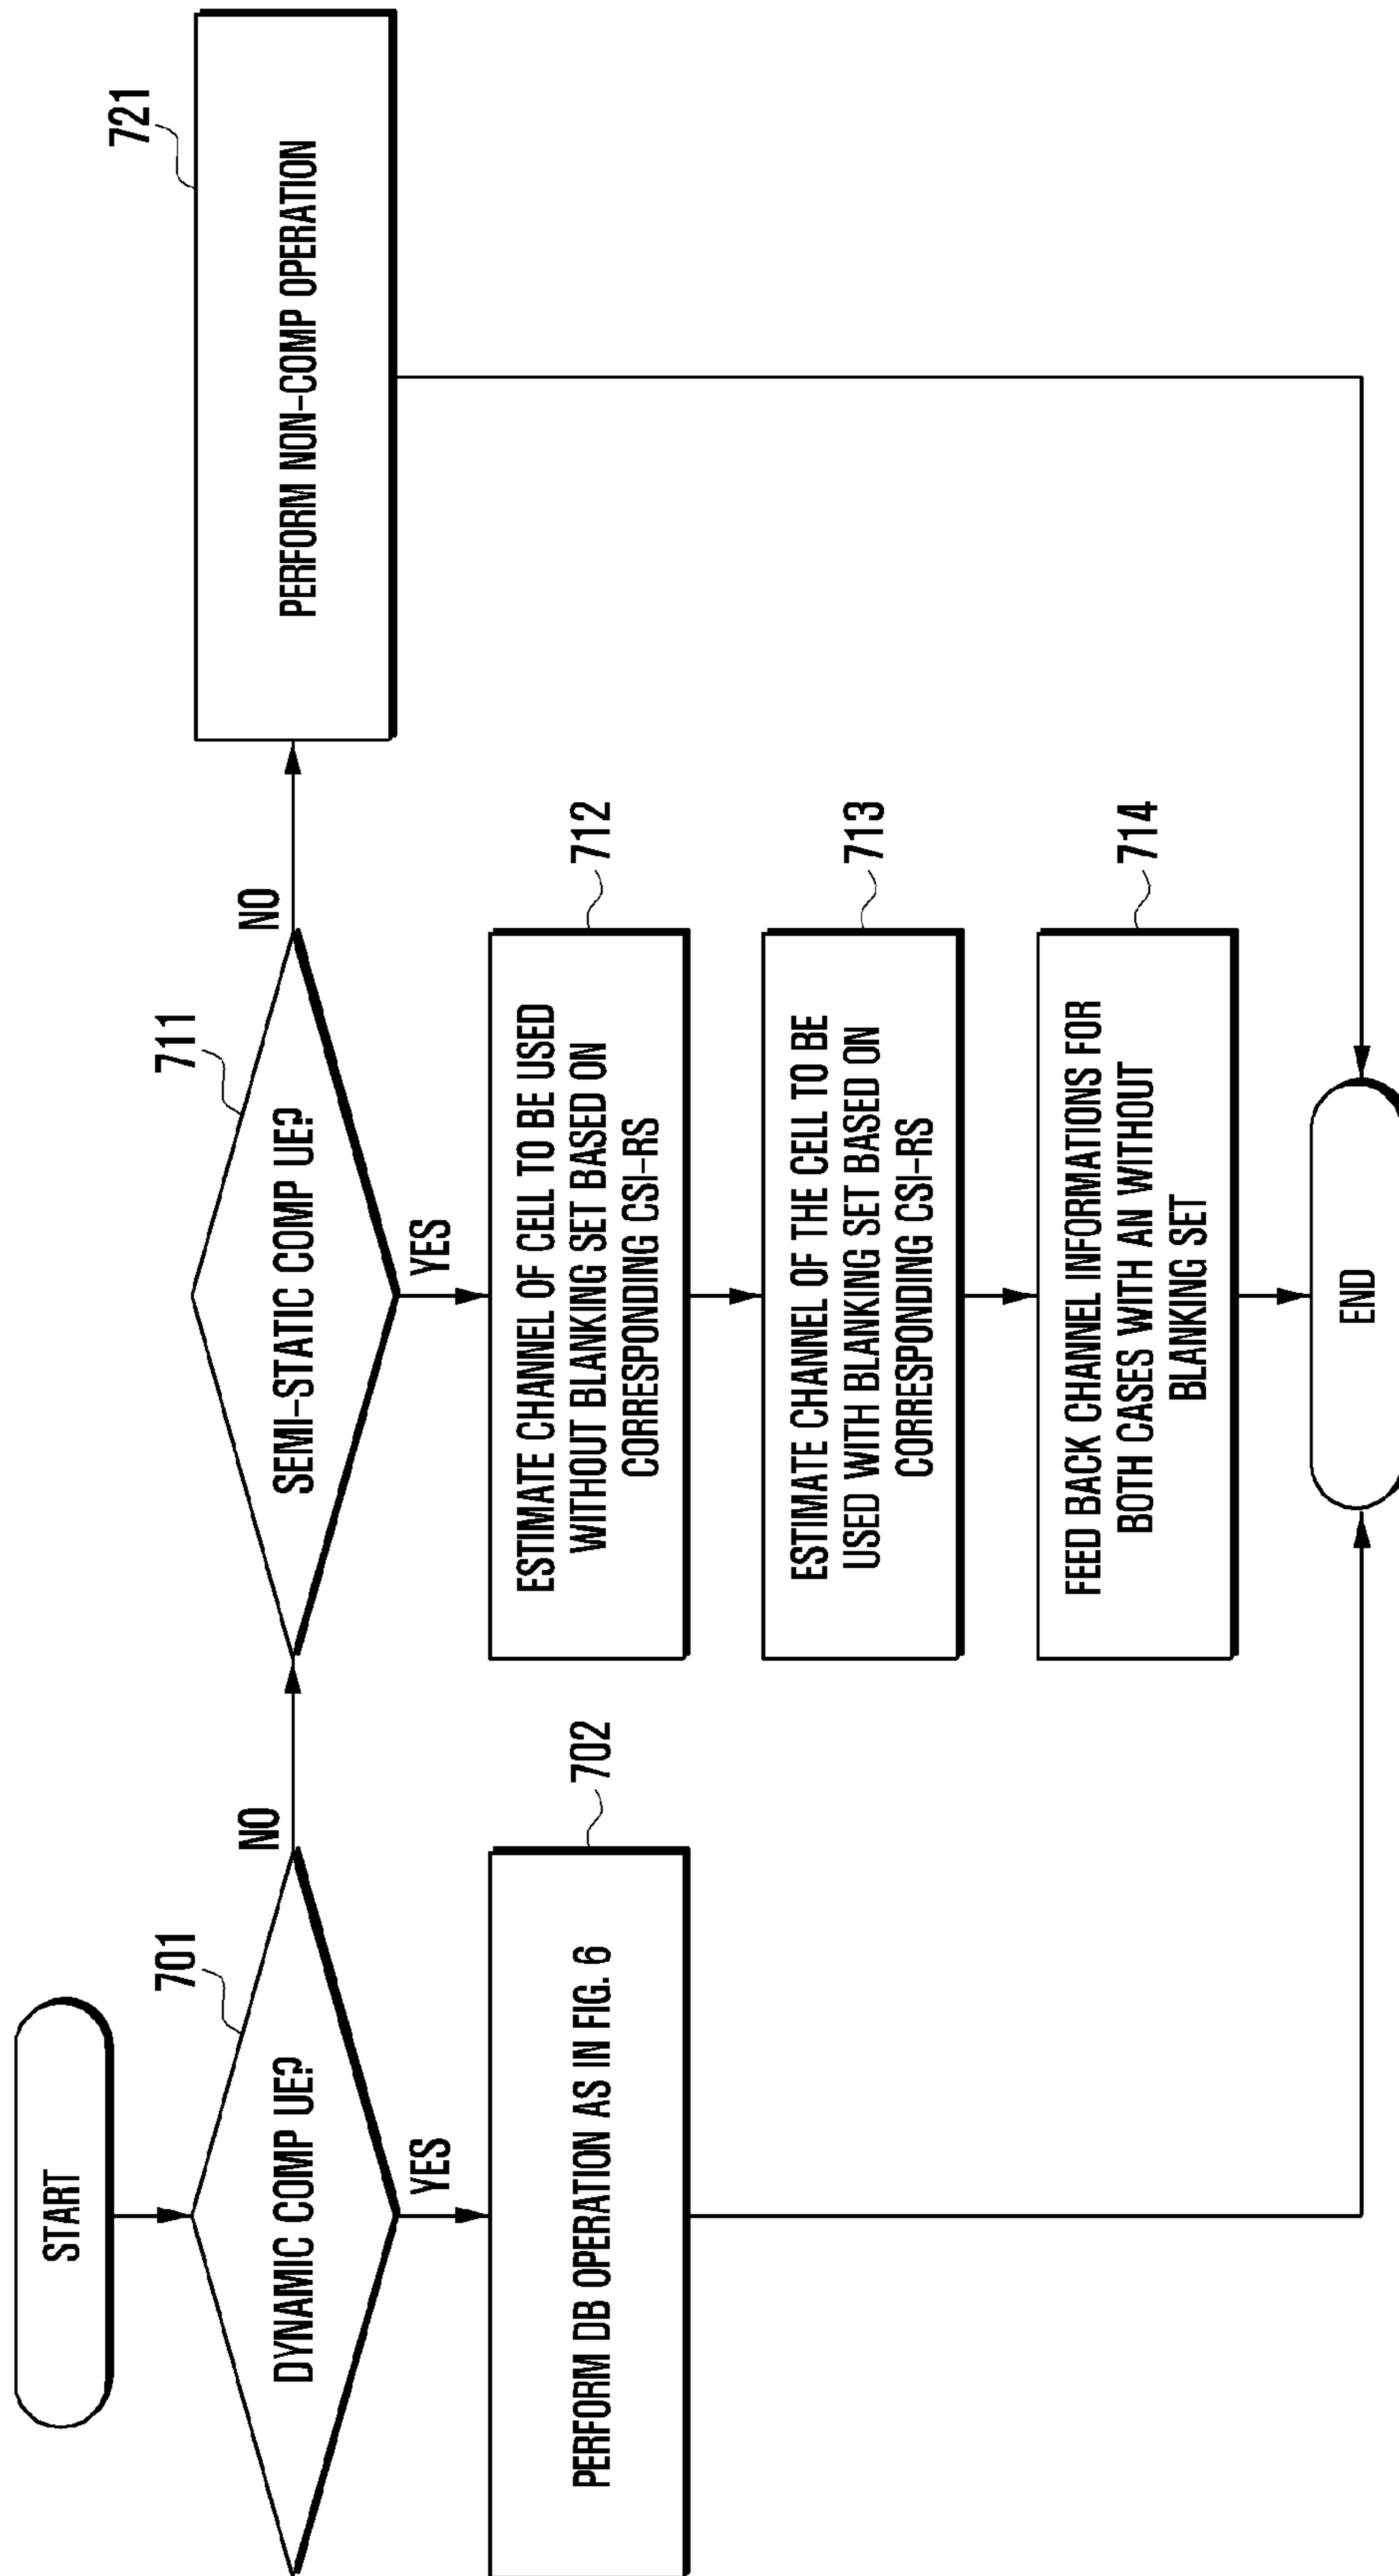 START
701
DYNAMIC COMP UE?
NO
YES
702
PERFORM DB OPERATION AS IN FIG. 6
711
SEMI-STATIC COMP UE?
NO
YES
712
ESTIMATE CHANNEL OF CELL TO BE USED
WITHOUT BLANKING SET BASED ON
CORRESPONDING CSI-RS
713
ESTIMATE CHANNEL OF THE CELL TO BE
USED WITH BLANKING SET BASED ON
CORRESPONDING CSI-RS
714
FEED BACK CHANNEL INFORMATIONS FOR
BOTH CASES WITH AN WITHOUT
BLANKING SET
721
PERFORM NON-COMP OPERATION
END